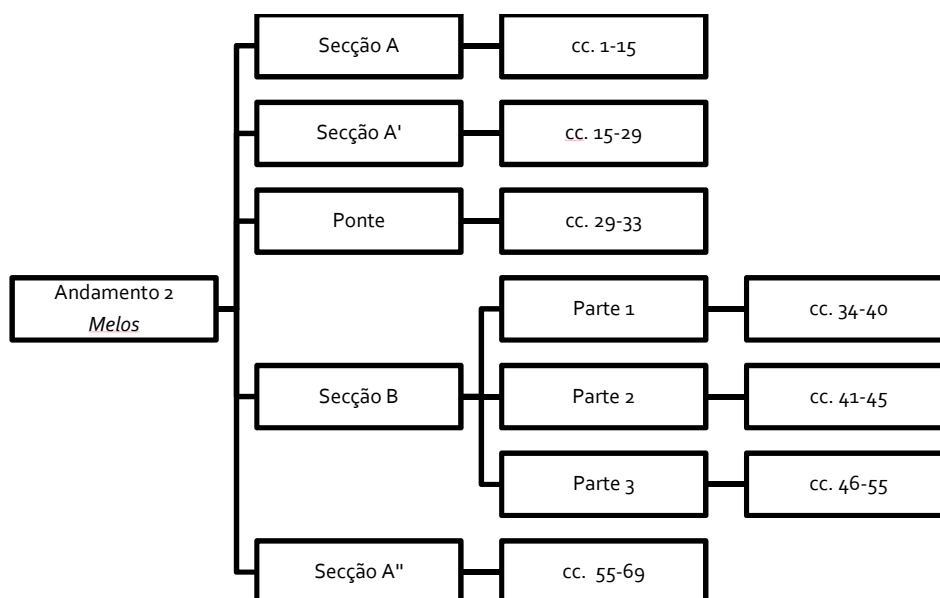 Secção A
cc. 1-15
Secção A'
cc. 15-29
Ponte
cc. 29-33
Andamento 2
Melos
Secção B
Parte 1
cc. 34-40
Parte 2
cc. 41-45
Parte 3
cc. 46-55
Secção A"
cc. 55-69